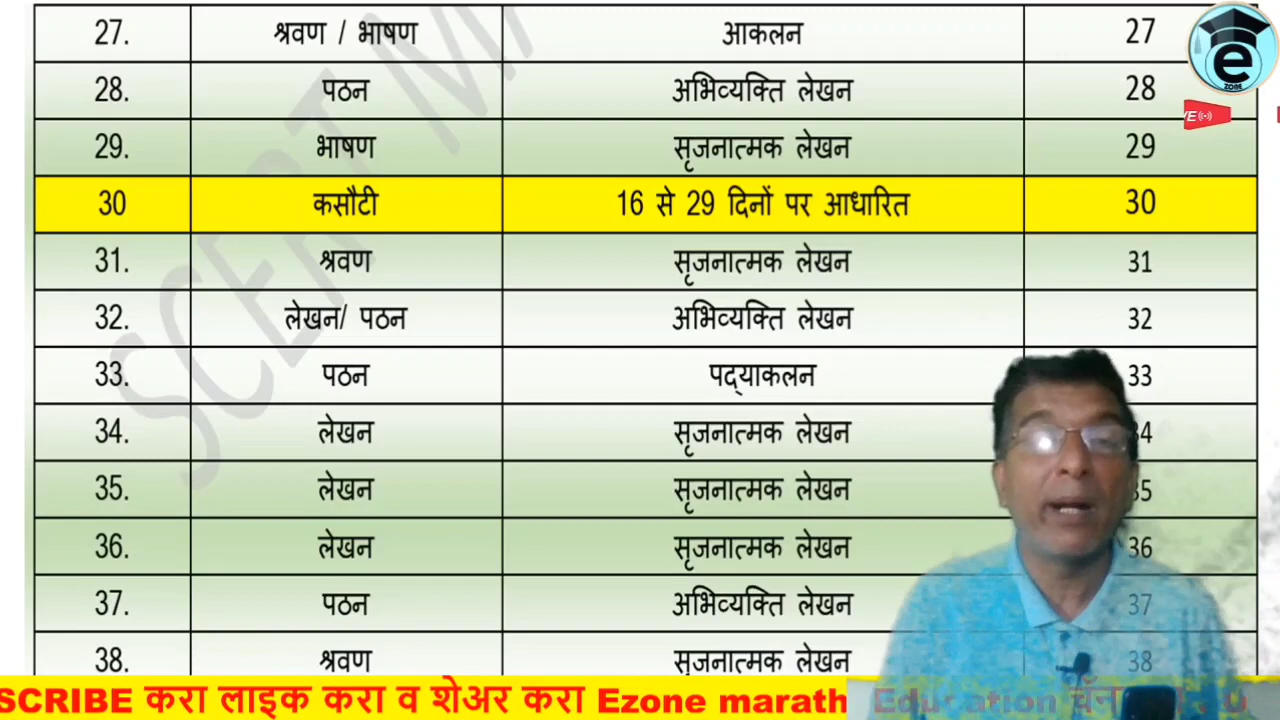 27. श्रवण / भाषण आकलन 27
28. पठन अभिव्यक्ति लेखन 28
29. भाषण सृजनात्मक लेखन 29
30 कसौटी 16 से 29 दिनों पर आधारित 30
31. श्रवण सृजनात्मक लेखन 31
32. लेखन/ पठन अभिव्यक्ति लेखन 32
33. पठन पद्याकलन 33
34. लेखन सृजनात्मक लेखन 34
35. लेखन सृजनात्मक लेखन 35
36. लेखन सृजनात्मक लेखन 36
37. पठन अभिव्यक्ति लेखन 37
38. श्रवण सृजनात्मक लेखन 38
SCERT
e
ZONE
VE
SCRIBE करा लाइक करा व शेअर करा Ezone marath Education